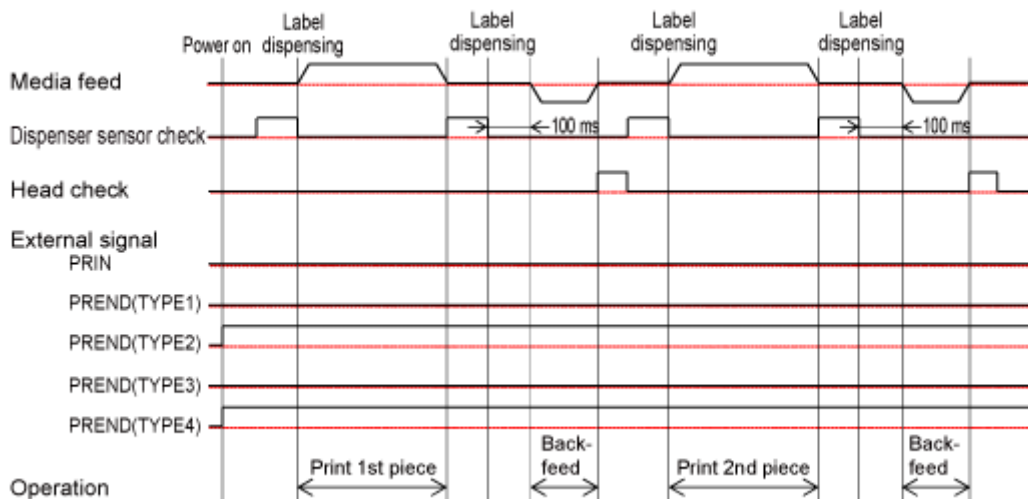 Label
dispensing
Label
dispensing
Label
dispensing
Label
dispensing
Power on
Media feed
Dispenser sensor check
100 ms
100 ms
Head check
External signal
PRIN
PREND(TYPE1)
PREND(TYPE2)
PREND(TYPE3)
PREND(TYPE4)
Operation
Print 1st piece
Back-
feed
Print 2nd piece
Back-
feed